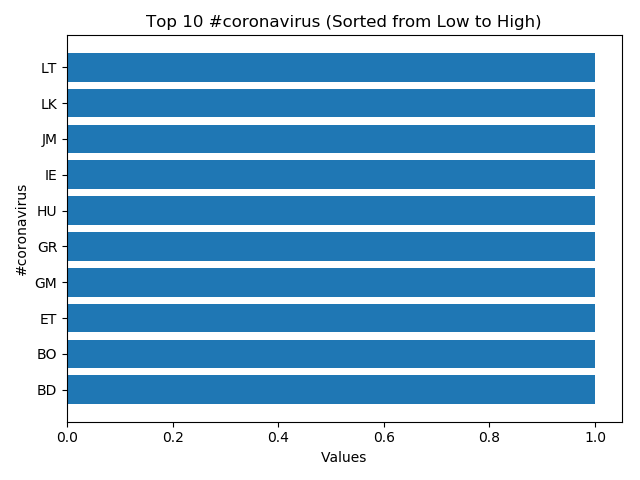 Top 10 #coronavirus (Sorted from Low to High)
LT
LK
JM
IE
HU
GR
GM
ET
BO
BD
#coronavirus
0.0 0.2 0.4 0.6 0.8 1.0
Values